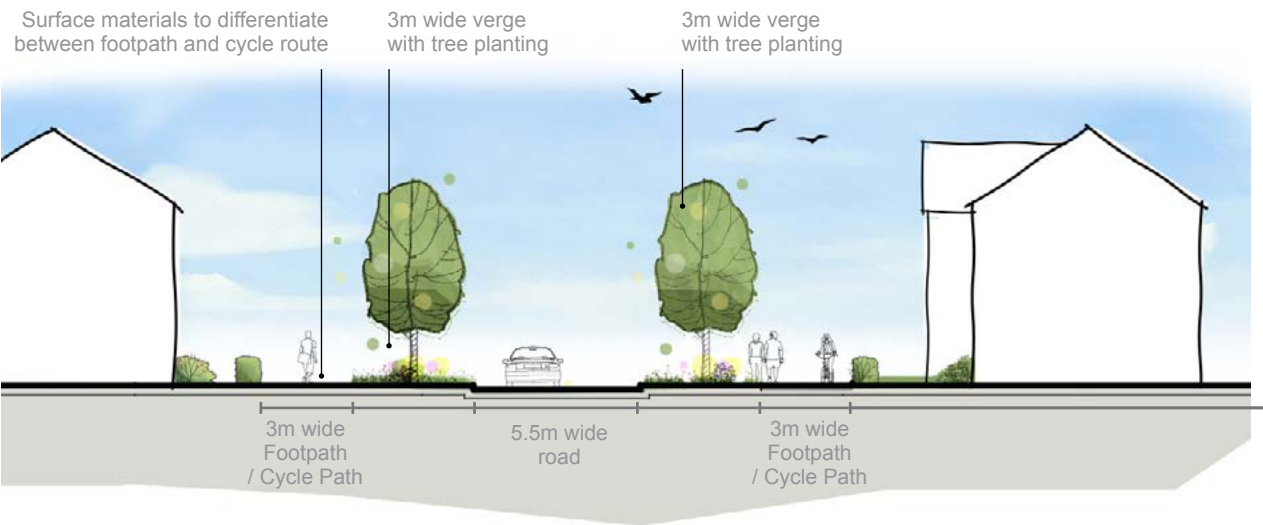 Surface materials to differentiate
between footpath and cycle route
3m wide verge
with tree planting
3m wide verge
with tree planting
3m wide
Footpath
/ Cycle Path
5.5m wide
road
3m wide
Footpath
/ Cycle Path